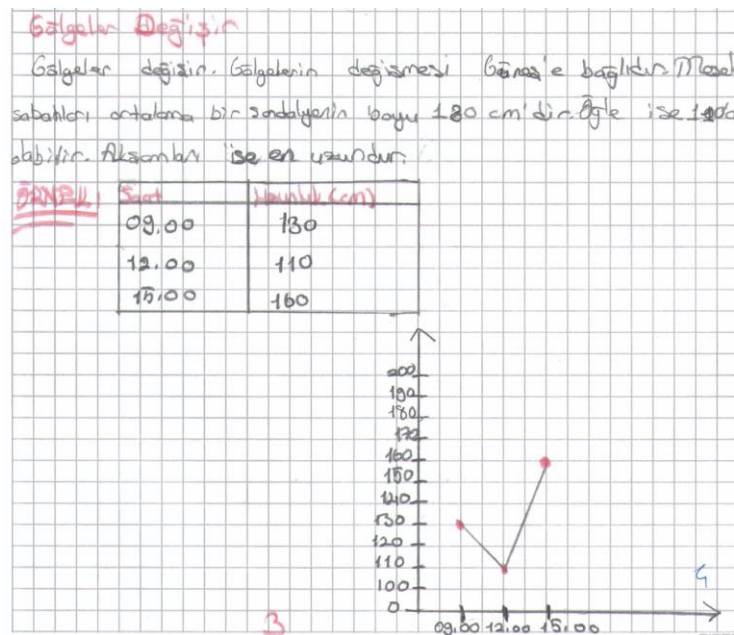 Gölgeler Değişir
Gölgeler değişir. Gölgelerin değişmesi Güneş'e bağlıdır. Mesel
sabahları ortalama bir sandalyenin boyu 180 cm'dir. Öğle ise
olabilir. Akşamları ise en uzundur.
ÖRNEK: Saat Uzunluk (cm)
09.00 130
12.00 110
15.00 160
200
190
180
170
160
150
140
130
120
110
100
0
09.00 12.00 15.00
3